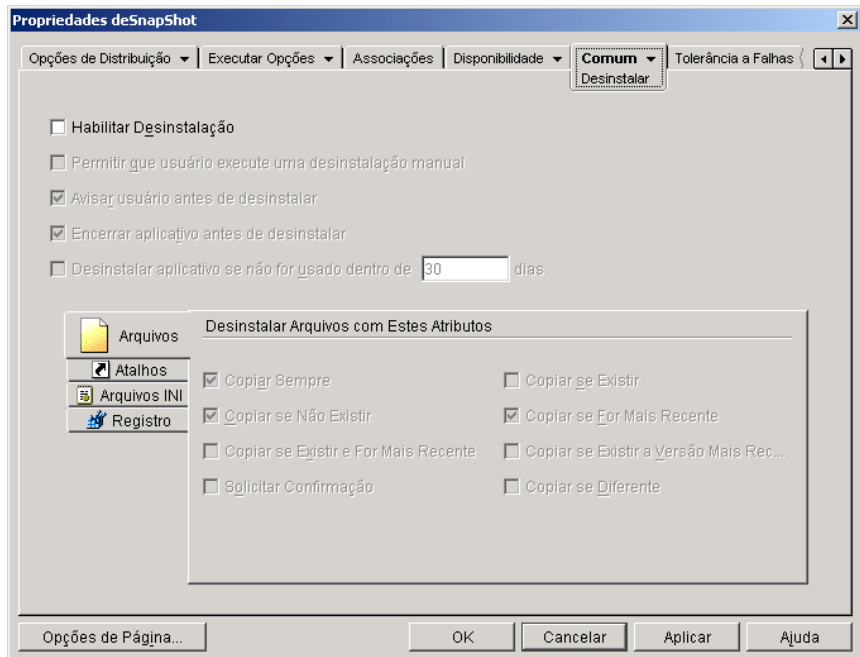 Propriedades deSnapShot
Opções de Distribuição Executar Opções Associações Disponibilidade Comum Tolerância a Falhas
Desinstalar
Habilitar Desinstalação
Permitir que usuário execute uma desinstalação manual
Avisar usuário antes de desinstalar
Encerrar aplicativo antes de desinstalar
Desinstalar aplicativo se não for usado dentro de 30 dias
Arquivos
Atalhos
Arquivos INI
Registro
Desinstalar Arquivos com Estes Atributos
Copiar Sempre Copiar se Existir
Copiar se Não Existir Copiar se For Mais Recente
Copiar se Existir e For Mais Recente Copiar se Existir a Versão Mais Rec...
Solicitar Confirmação Copiar se Diferente
Opções de Página... OK Cancelar Aplicar Ajuda